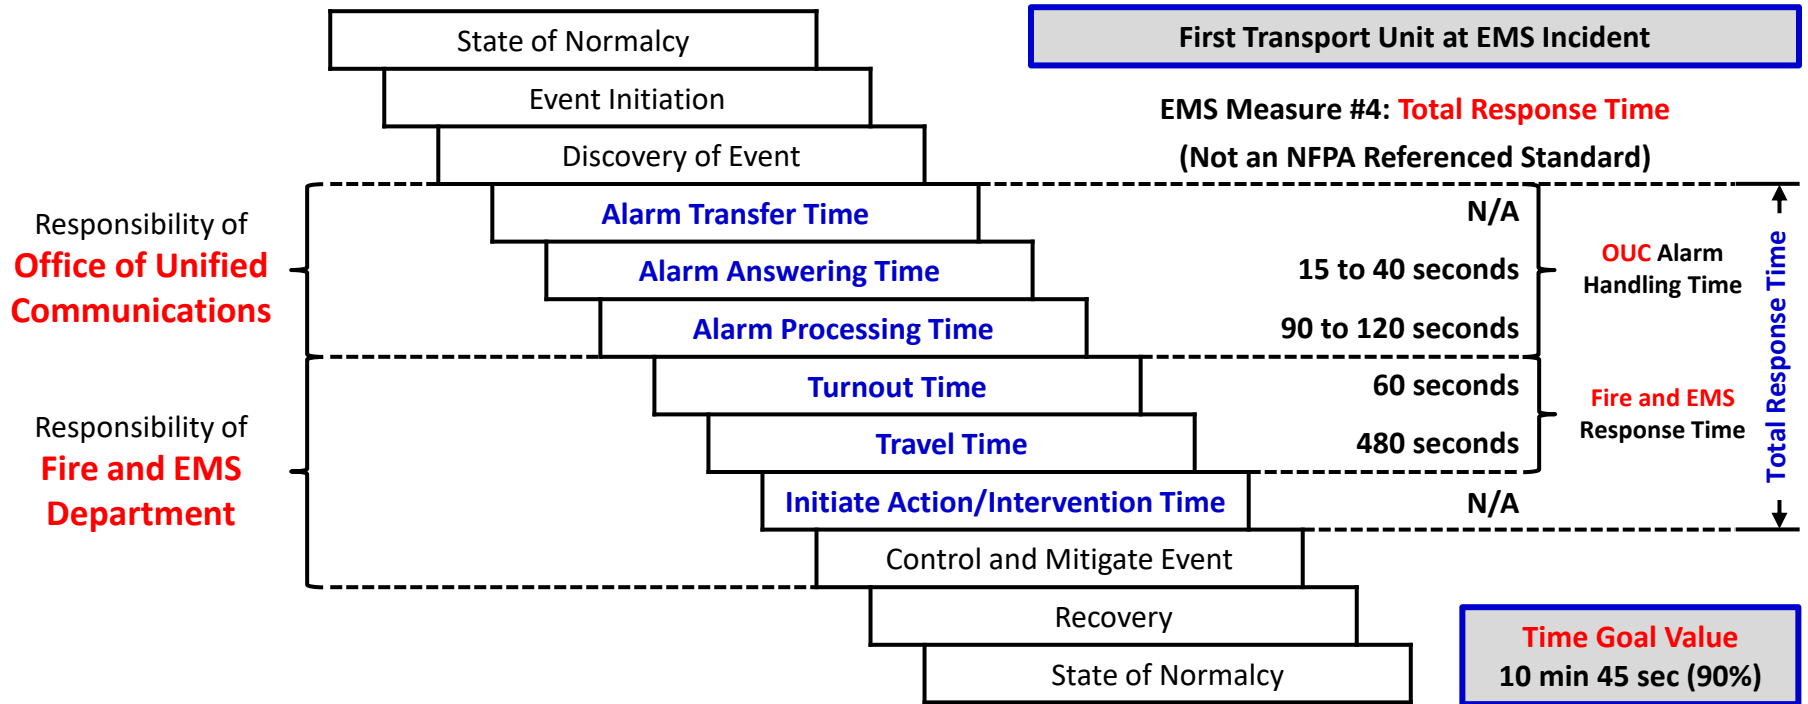 State of Normalcy
First Transport Unit at EMS Incident
Event Initiation
EMS Measure #4: Total Response Time
Discovery of Event
(Not an NFPA Referenced Standard)
Responsibility of
Office of Unified
Communications
Alarm Transfer Time
N/A
Alarm Answering Time
15 to 40 seconds
Alarm Processing Time
90 to 120 seconds
OUC Alarm
Handling Time
Total Response Time
Responsibility of
Fire and EMS
Department
Turnout Time
60 seconds
Travel Time
480 seconds
Fire and EMS
Response Time
Initiate Action/Intervention Time
N/A
Control and Mitigate Event
Recovery
State of Normalcy
Time Goal Value
10 min 45 sec (90%)